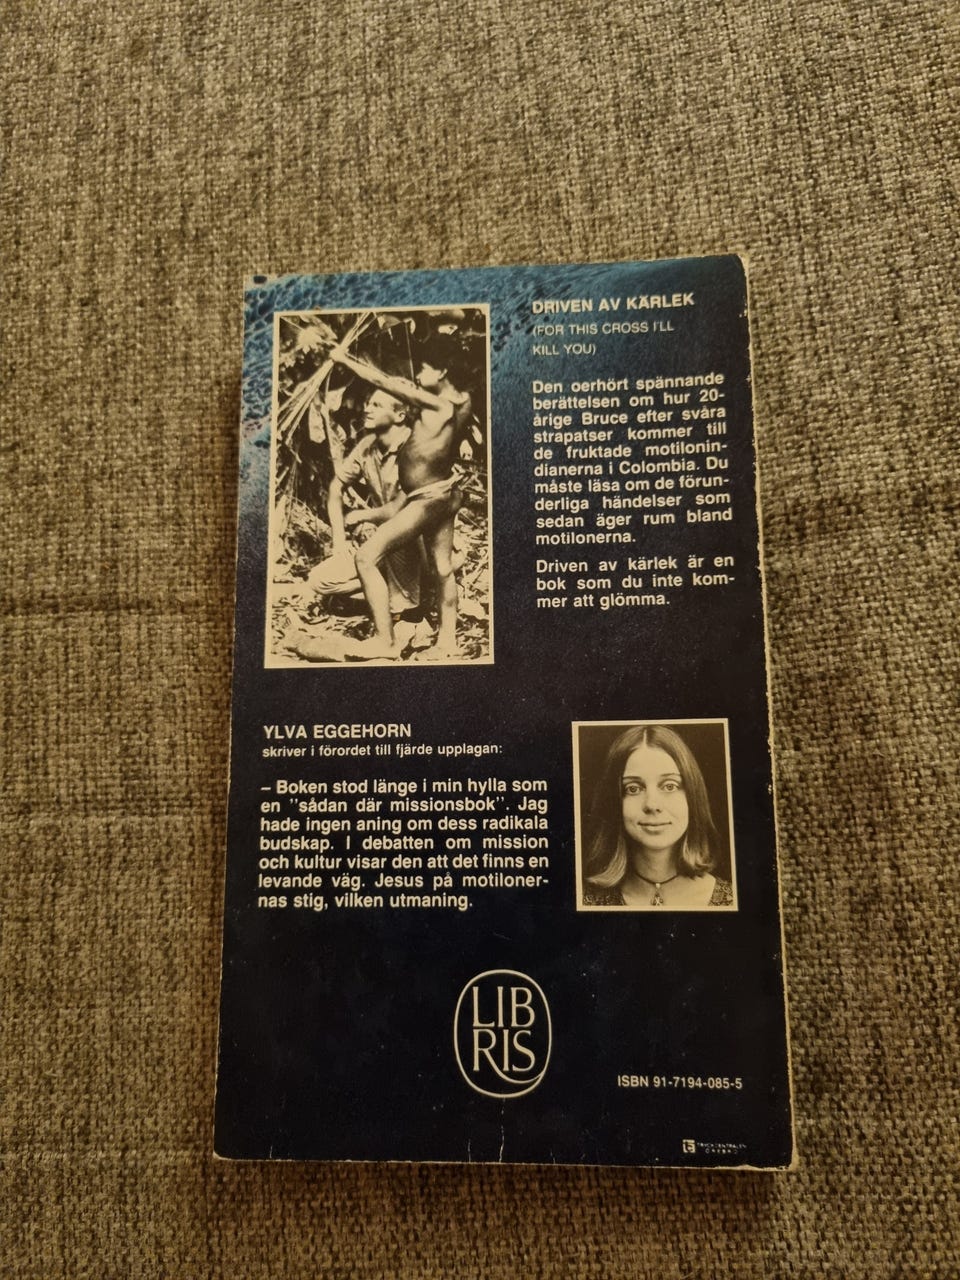 DRIVEN AV KÄRLEK
(FOR THIS CROSS I'LL
KILL YOU)
Den oerhört spännande
berättelsen om hur 20-
årige Bruce efter svåra
strapatser kommer till
de fruktade motilonin-
dianerna i Colombia. Du
måste läsa om de förun-
derliga händelser som
sedan äger rum bland
motilonerna.
Driven av kärlek är en
bok som du inte kom-
mer att glömma.
YLVA EGGEHORN
skriver i förordet till fjärde upplagan:
– Boken stod länge i min hylla som
en ''sådan där missionsbok''. Jag
hade ingen aning om dess radikala
budskap. I debatten om mission
och kultur visar den att det finns en
levande väg. Jesus på motiloner-
nas stig, vilken utmaning.
LIB
RIS
ISBN 91-7194-085-5
TRYCKCENTRALEN
ÖREBRO